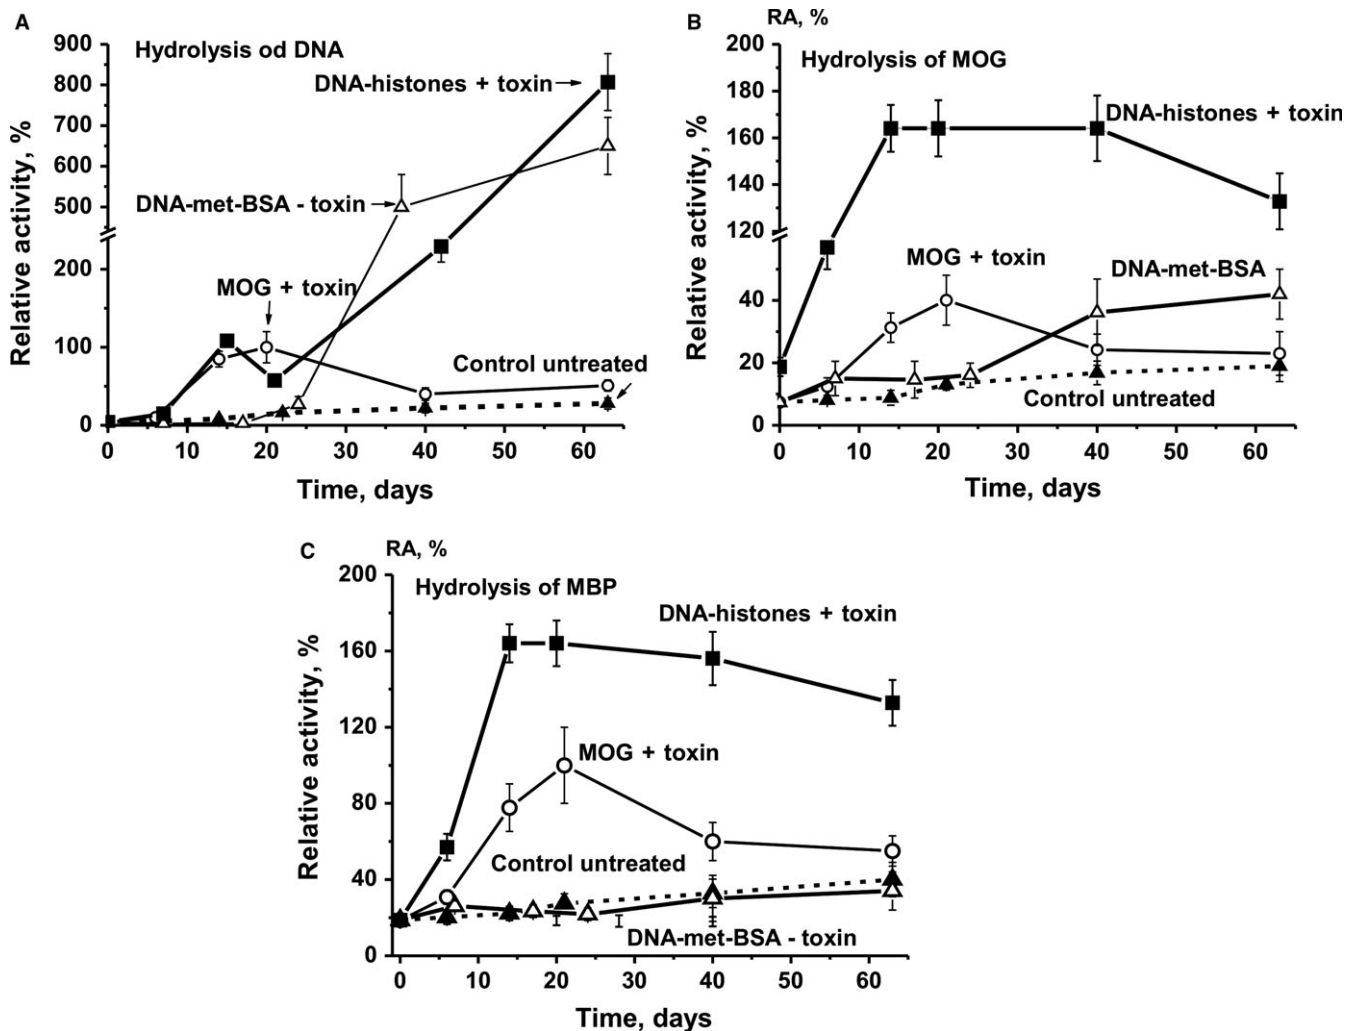 A
Hydrolysis od DNA
DNA-histones + toxin
DNA-met-BSA - toxin
MOG + toxin
Control untreated
Relative activity, %
900
800
700
600
500
200
100
0
0 10 20 30 40 50 60
Time, days
B
RA, %
Hydrolysis of MOG
DNA-histones + toxin
MOG + toxin
DNA-met-BSA
Control untreated
Relative activity, %
200
180
160
140
120
40
20
0
0 10 20 30 40 50 60
Time, days
C
RA, %
Hydrolysis of MBP
DNA-histones + toxin
MOG + toxin
Control untreated
DNA-met-BSA - toxin
Relative activity, %
200
160
120
80
40
0
0 10 20 30 40 50 60
Time, days